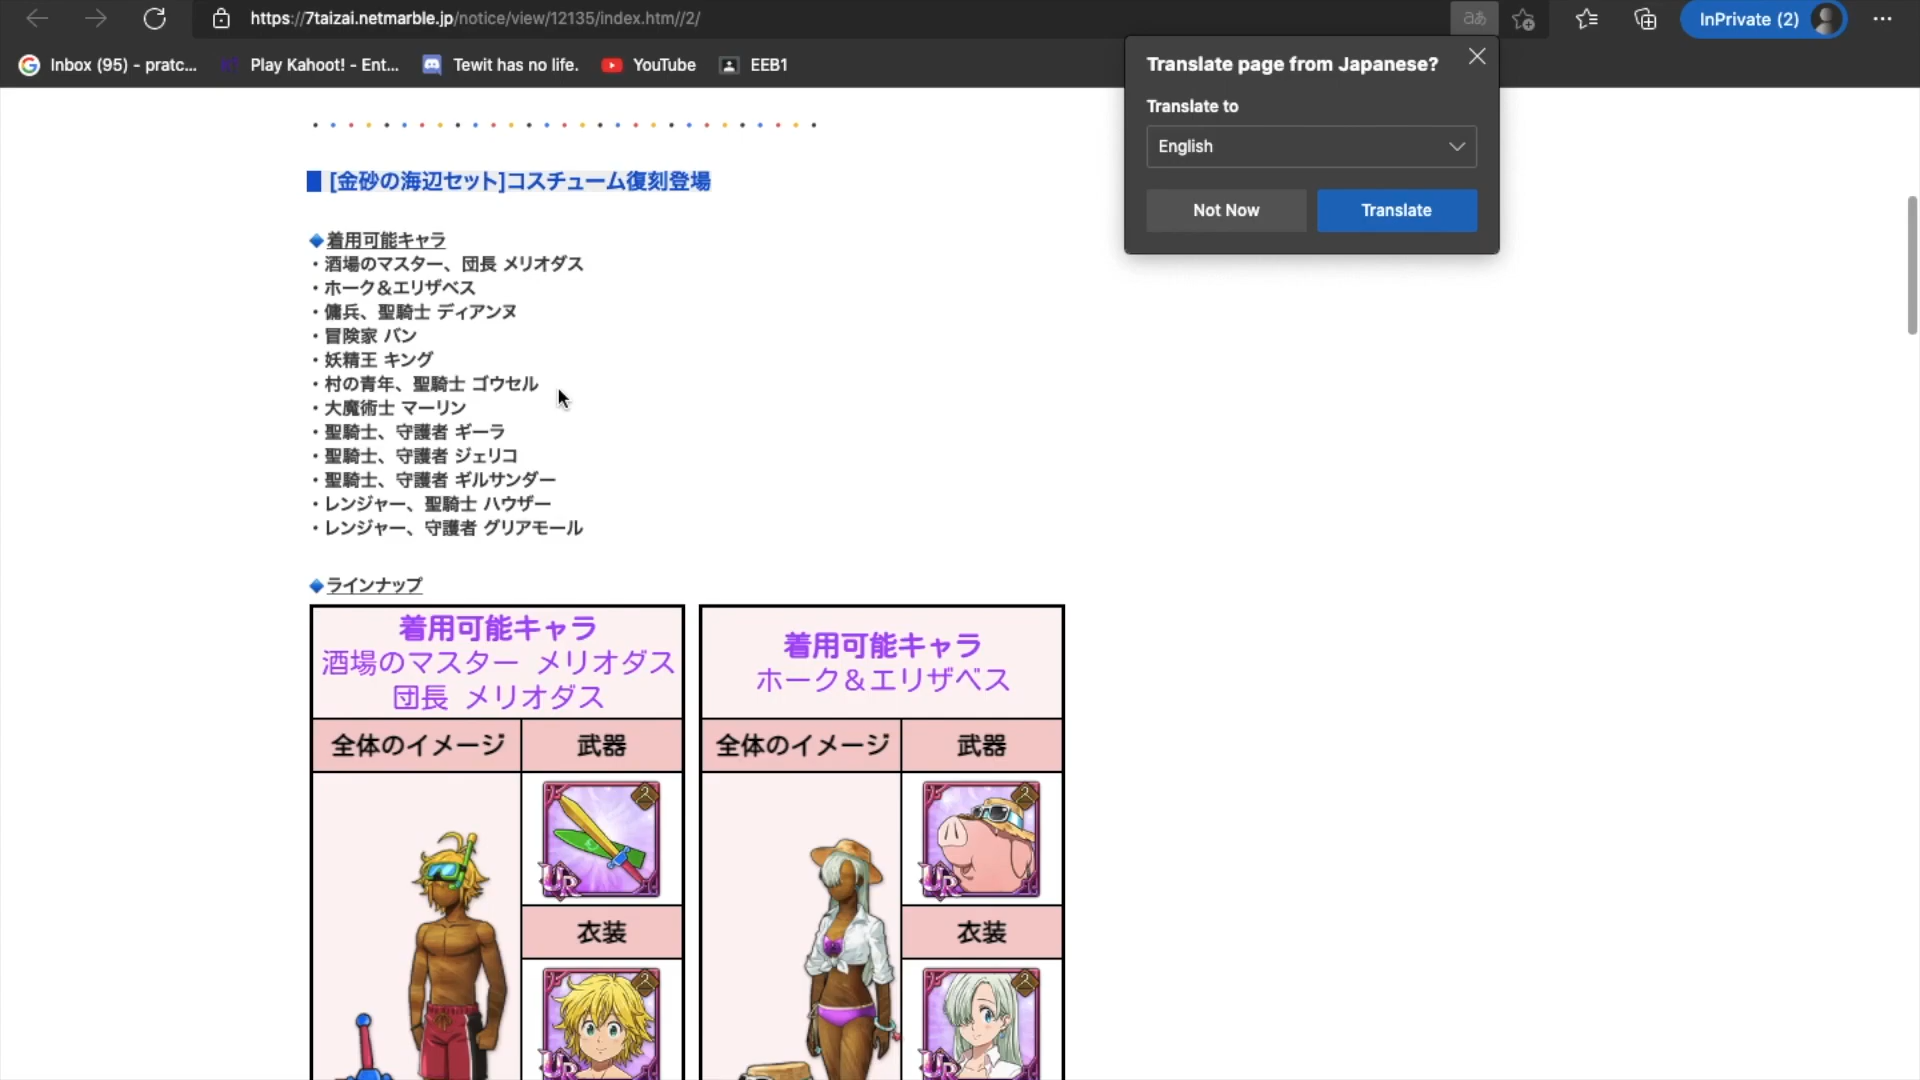 https://7taizai.netmarble.jp/notice/view/12135/index.htm//2/
aあ
InPrivate (2)
Inbox (95) - pratc...
Play Kahoot! - Ent...
Tewit has no life.
YouTube
EEB1
Translate page from Japanese?
Translate to
English
Not Now
Translate
[金砂の海辺セット]コスチューム復刻登場
着用可能キャラ
・酒場のマスター、団長 メリオダス
・ホーク＆エリザベス
・傭兵、聖騎士 ディアンヌ
・冒険家 バン
・妖精王 キング
・村の青年、聖騎士 ゴウセル
・大魔術士 マーリン
・聖騎士、守護者 ギーラ
・聖騎士、守護者 ジェリコ
・聖騎士、守護者 ギルサンダー
・レンジャー、聖騎士 ハウザー
・レンジャー、守護者 グリアモール
ラインナップ
着用可能キャラ
酒場のマスター メリオダス
団長 メリオダス
全体のイメージ
武器
2
UR
衣装
2
UR
着用可能キャラ
ホーク＆エリザベス
全体のイメージ
武器
2
UR
衣装
2
UR